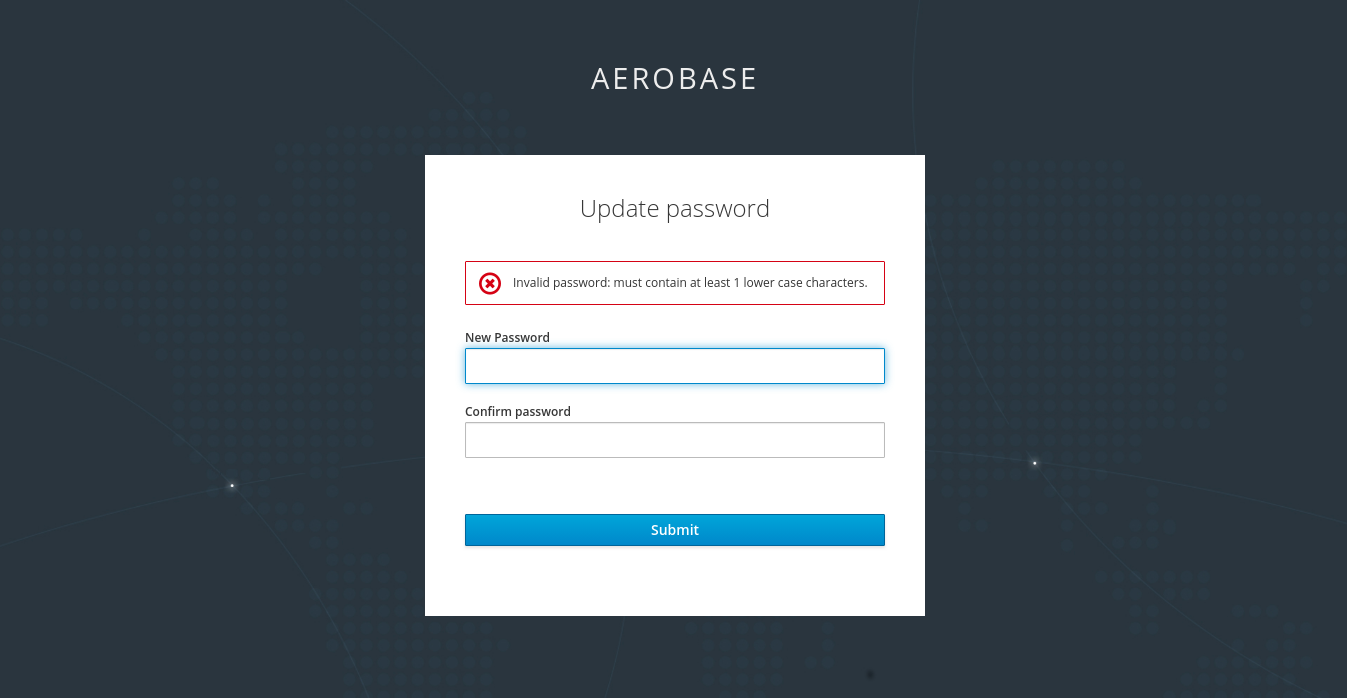 AEROBASE
Update password
Invalid password: must contain at least 1 lower case characters.
New Password
Confirm password
Submit